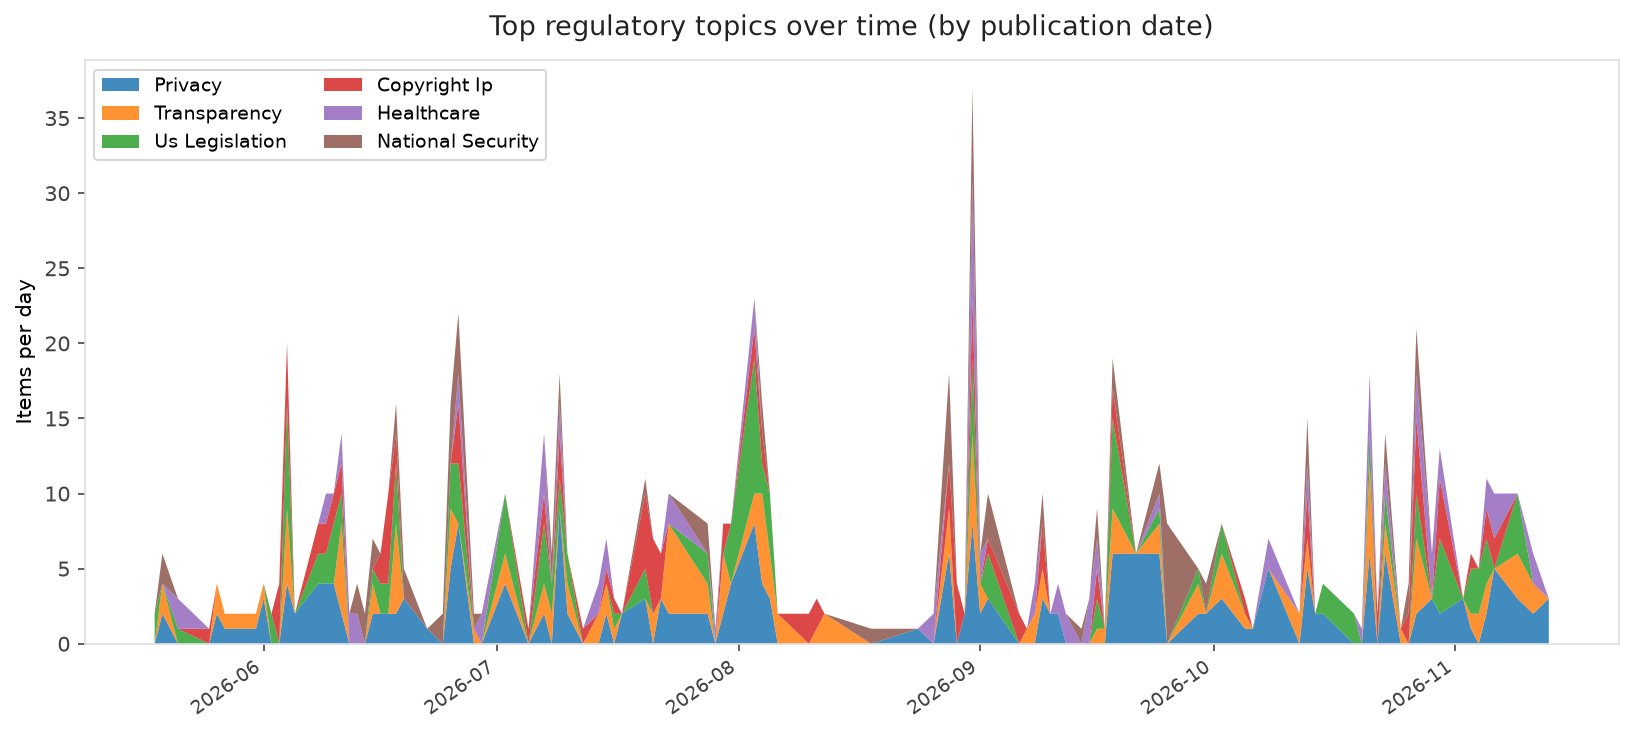 Top regulatory topics over time (by publication date)
Privacy
Transparency
Us Legislation
Copyright Ip
Healthcare
National Security
Items per day
35
30
25
20
15
10
5
0
2026-06
2026-07
2026-08
2026-09
2026-10
2026-11